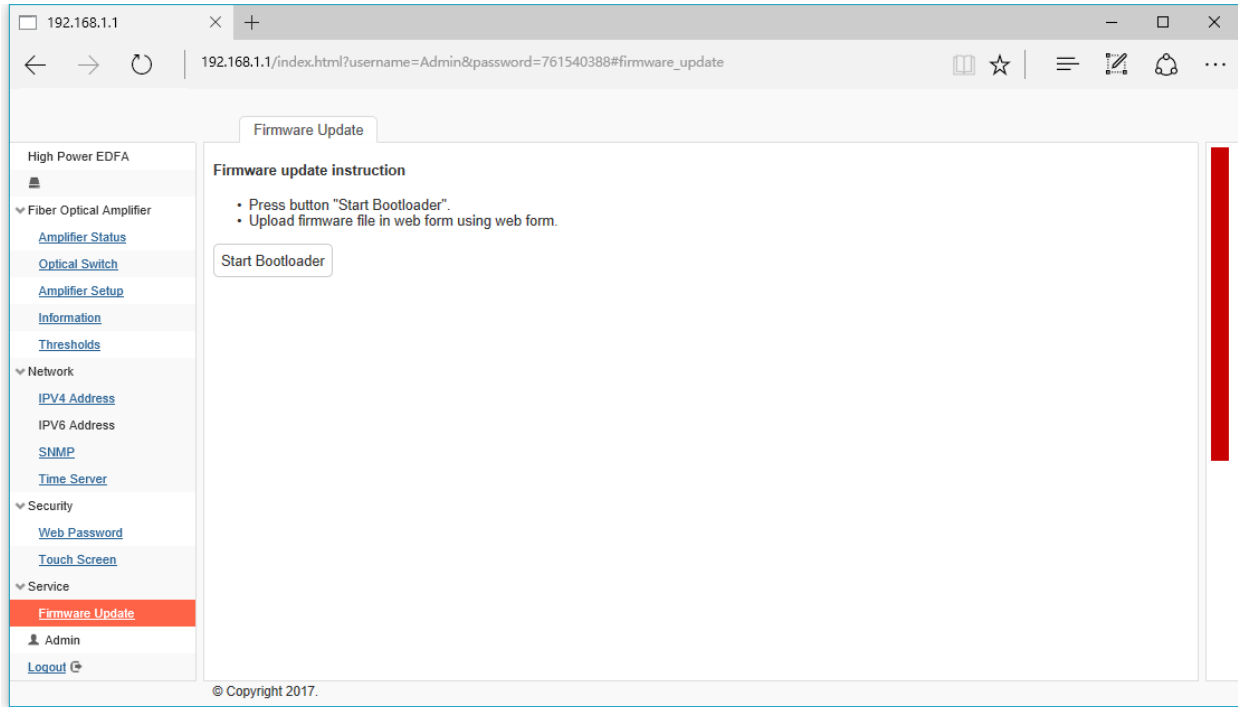 192.168.1.1
192.168.1.1/index.html?username=Admin&password=761540388#firmware_update
Firmware Update
High Power EDFA
Fiber Optical Amplifier
Amplifier Status
Optical Switch
Amplifier Setup
Information
Thresholds
Network
IPV4 Address
IPV6 Address
SNMP
Time Server
Security
Web Password
Touch Screen
Service
Firmware Update
Admin
Logout
Firmware update instruction
• Press button "Start Bootloader".
• Upload firmware file in web form using web form.
Start Bootloader
© Copyright 2017.